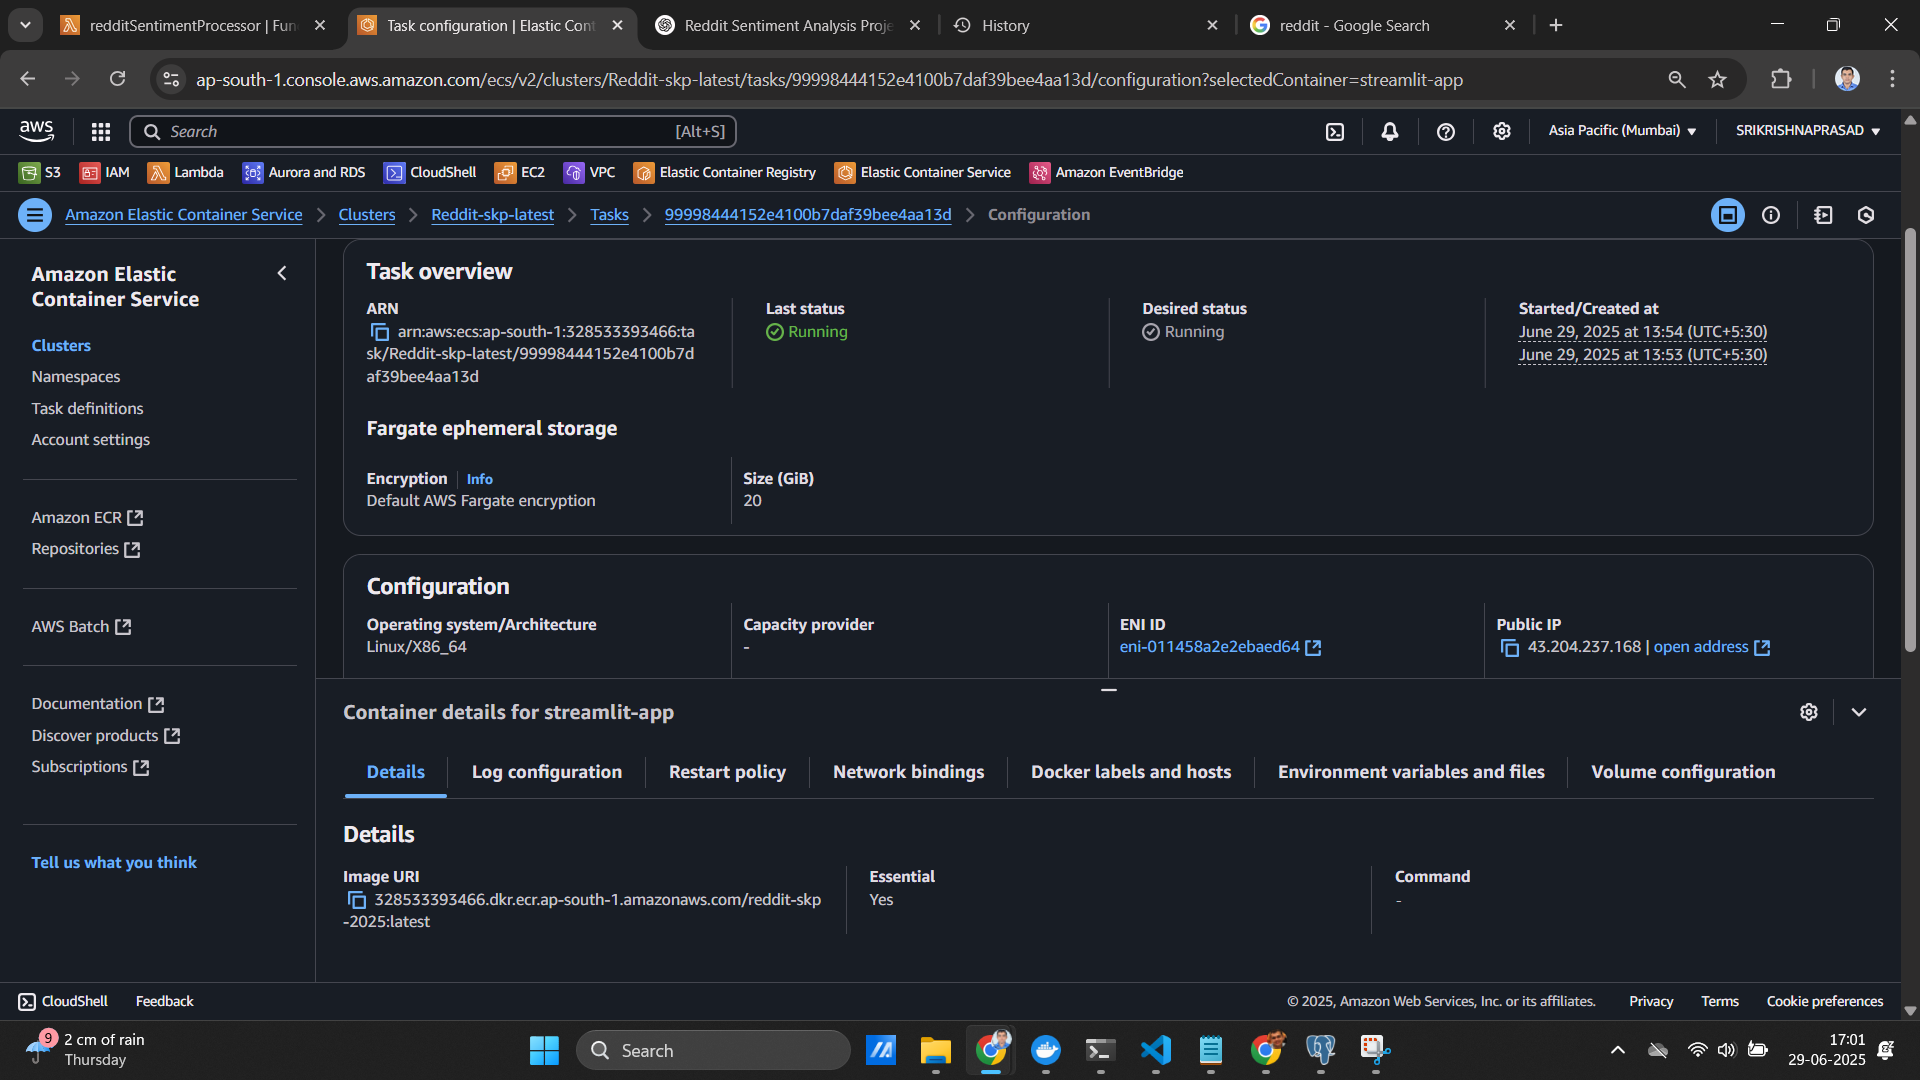 redditSentimentProcessor | Fun
Task configuration | Elastic Cont
Reddit Sentiment Analysis Proje
History
reddit - Google Search
ap-south-1.console.aws.amazon.com/ecs/v2/clusters/Reddit-skp-latest/tasks/99998444152e4100b7daf39bee4aa13d/configuration?selectedContainer=streamlit-app
aws
Search
[Alt+S]
Asia Pacific (Mumbai)
SRIKRISHNAPRASAD
S3
IAM
Lambda
Aurora and RDS
CloudShell
EC2
VPC
Elastic Container Registry
Elastic Container Service
Amazon EventBridge
Amazon Elastic Container Service
Clusters
Reddit-skp-latest
Tasks
99998444152e4100b7daf39bee4aa13d
Configuration
Amazon Elastic
Container Service
Clusters
Namespaces
Task definitions
Account settings
Amazon ECR
Repositories
AWS Batch
Documentation
Discover products
Subscriptions
Tell us what you think
Task overview
ARN
arn:aws:ecs:ap-south-1:328533393466:ta
sk/Reddit-skp-latest/99998444152e4100b7d
af39bee4aa13d
Last status
Running
Desired status
Running
Started/Created at
June 29, 2025 at 13:54 (UTC+5:30)
June 29, 2025 at 13:53 (UTC+5:30)
Fargate ephemeral storage
Encryption
Info
Default AWS Fargate encryption
Size (GiB)
20
Configuration
Operating system/Architecture
Linux/X86_64
Capacity provider
-
ENI ID
eni-011458a2e2ebaed64
Public IP
43.204.237.168 | open address
Container details for streamlit-app
Details
Log configuration
Restart policy
Network bindings
Docker labels and hosts
Environment variables and files
Volume configuration
Details
Image URI
328533393466.dkr.ecr.ap-south-1.amazonaws.com/reddit-skp
-2025:latest
Essential
Yes
Command
-
CloudShell
Feedback
© 2025, Amazon Web Services, Inc. or its affiliates.
Privacy
Terms
Cookie preferences
9
2 cm of rain
Thursday
Search
17:01
29-06-2025